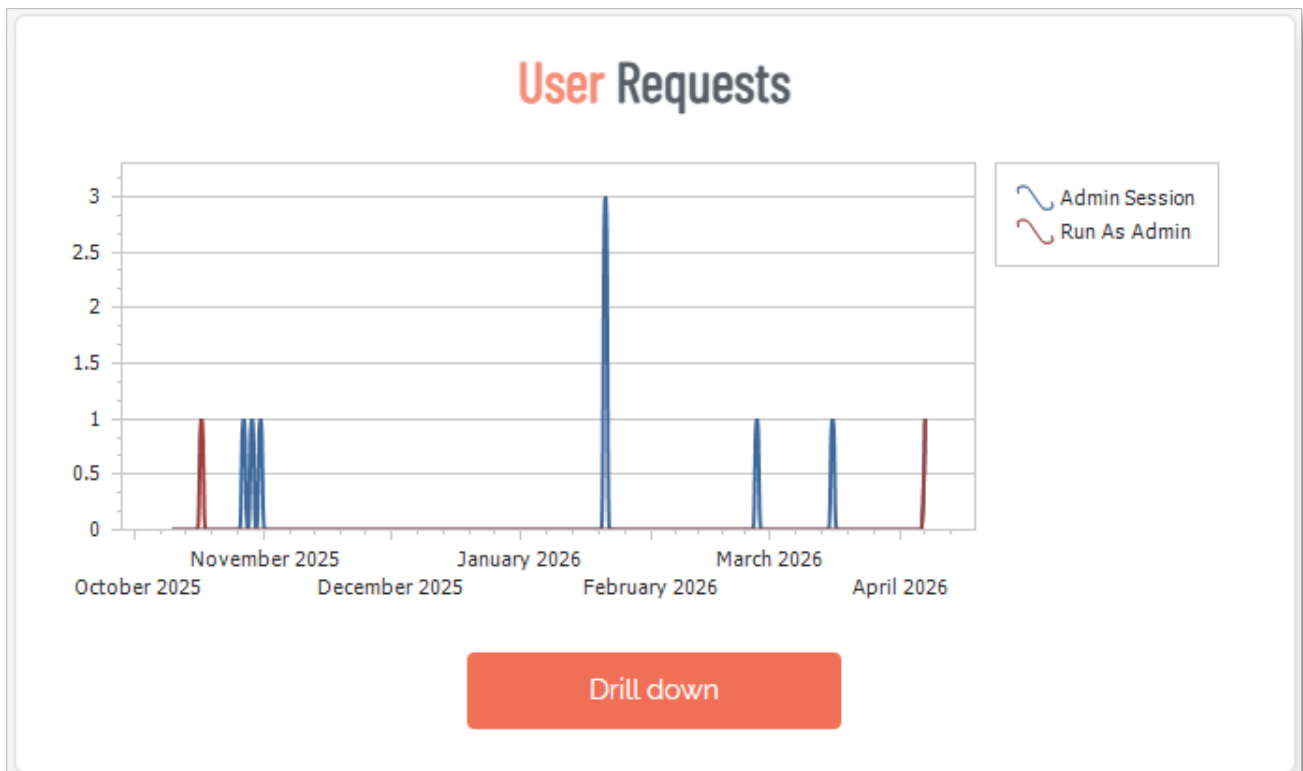 User Requests
3
2.5
2
1.5
1
0.5
0
Admin Session
Run As Admin
November 2025
January 2026
March 2026
October 2025
December 2025
February 2026
April 2026
Drill down